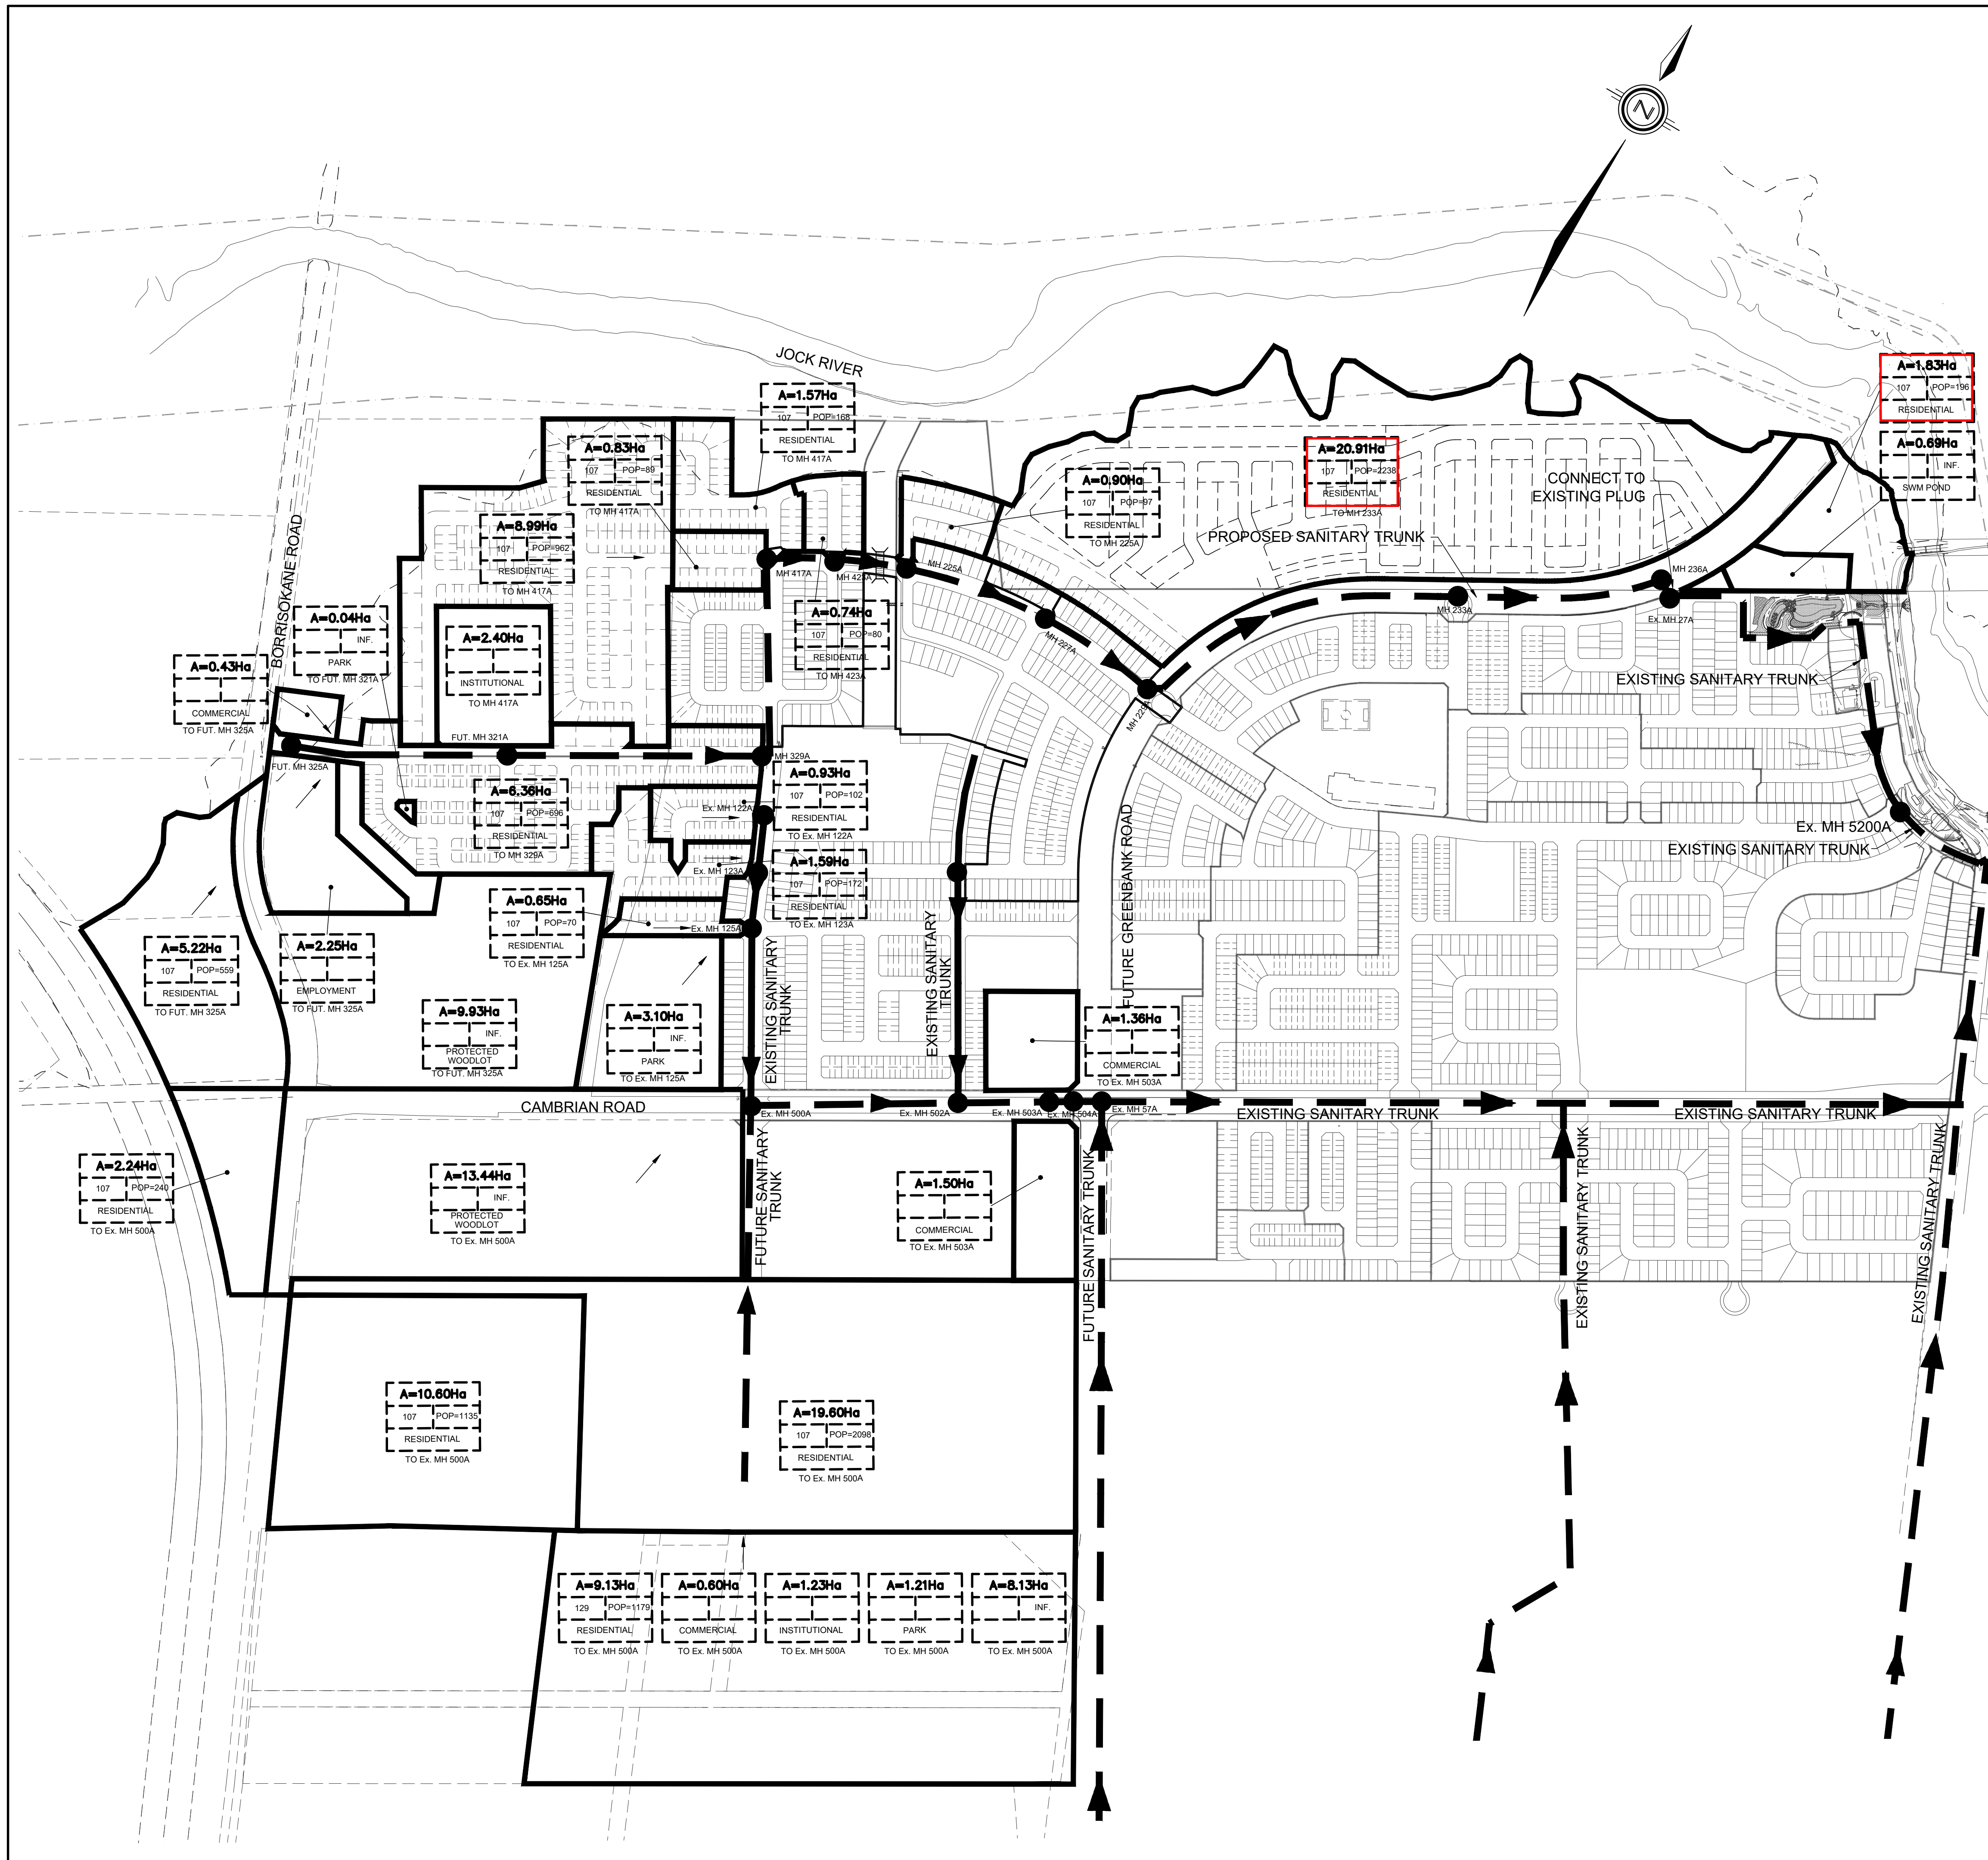 N
JOCK RIVER
BORRISOKANE ROAD
A=1.57Ha
107 POP=168
RESIDENTIAL
TO MH 417A
A=0.83Ha
107 POP=89
RESIDENTIAL
TO MH 417A
A=8.99Ha
107 POP=962
RESIDENTIAL
TO MH 417A
A=0.04Ha
INF.
PARK
TO FUT. MH 321A
A=2.40Ha
INSTITUTIONAL
TO MH 417A
A=0.43Ha
COMMERCIAL
TO FUT. MH 325A
A=0.74Ha
107 POP=80
RESIDENTIAL
TO MH 423A
A=0.90Ha
107 POP=97
RESIDENTIAL
TO MH 225A
A=20.91Ha
107 POP=2238
RESIDENTIAL
TO MH 233A
A=1.83Ha
107 POP=196
RESIDENTIAL
A=0.69Ha
INF.
SWM POND
CONNECT TO
EXISTING PLUG
PROPOSED SANITARY TRUNK
MH 417A
MH 423A
MH 225A
MH 227A
MH 229A
MH 233A
MH 236A
Ex. MH 27A
EXISTING SANITARY TRUNK
Ex. MH 5200A
EXISTING SANITARY TRUNK
FUT. MH 321A
FUT. MH 325A
MH 329A
A=6.36Ha
107 POP=696
RESIDENTIAL
TO MH 329A
Ex. MH 122A
A=0.93Ha
107 POP=102
RESIDENTIAL
TO Ex. MH 122A
Ex. MH 123A
A=1.59Ha
107 POP=172
RESIDENTIAL
TO Ex. MH 123A
A=0.65Ha
107 POP=70
RESIDENTIAL
TO Ex. MH 125A
Ex. MH 125A
A=5.22Ha
107 POP=559
RESIDENTIAL
TO FUT. MH 325A
A=2.25Ha
EMPLOYMENT
TO FUT. MH 325A
A=9.93Ha
INF.
PROTECTED
WOODLOT
TO FUT. MH 325A
A=3.10Ha
INF.
PARK
TO Ex. MH 125A
EXISTING SANITARY
TRUNK
EXISTING SANITARY
TRUNK
FUTURE GREENBANK ROAD
A=1.36Ha
COMMERCIAL
TO Ex. MH 503A
CAMBRIAN ROAD
Ex. MH 500A
Ex. MH 502A
Ex. MH 503A
Ex. MH 504A
Ex. MH 57A
EXISTING SANITARY TRUNK
EXISTING SANITARY TRUNK
A=2.24Ha
107 POP=240
RESIDENTIAL
TO Ex. MH 500A
A=13.44Ha
INF.
PROTECTED
WOODLOT
TO Ex. MH 500A
FUTURE SANITARY
TRUNK
A=1.50Ha
COMMERCIAL
TO Ex. MH 503A
FUTURE SANITARY TRUNK
EXISTING SANITARY TRUNK
EXISTING SANITARY TRUNK
A=10.60Ha
107 POP=1135
RESIDENTIAL
TO Ex. MH 500A
A=19.60Ha
107 POP=2098
RESIDENTIAL
TO Ex. MH 500A
A=9.13Ha
129 POP=1179
RESIDENTIAL
TO Ex. MH 500A
A=0.60Ha
COMMERCIAL
TO Ex. MH 500A
A=1.23Ha
INSTITUTIONAL
TO Ex. MH 500A
A=1.21Ha
PARK
TO Ex. MH 500A
A=8.13Ha
INF.
TO Ex. MH 500A